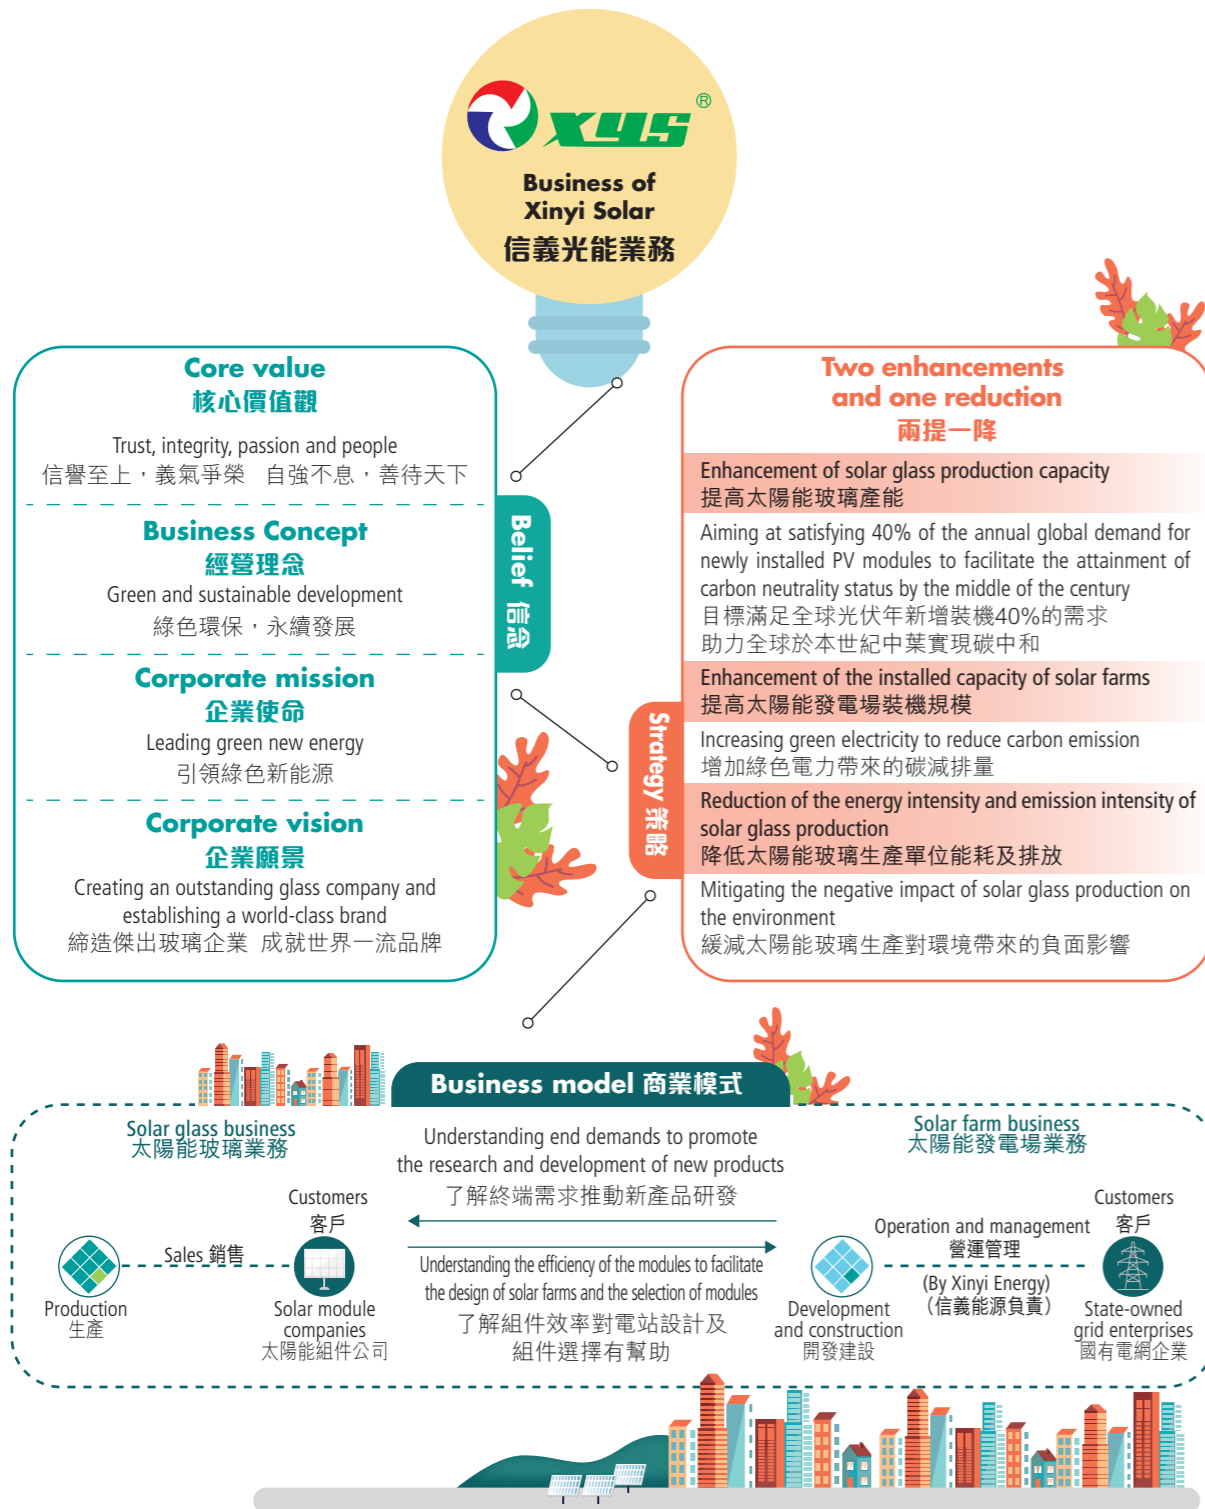 XYS®
Business of
Xinyi Solar
信義光能業務
Core value
核心價值觀
Trust, integrity, passion and people
信譽至上，義氣爭榮 自強不息，善待天下
Business Concept
經營理念
Green and sustainable development
綠色環保，永續發展
Corporate mission
企業使命
Leading green new energy
引領綠色新能源
Corporate vision
企業願景
Creating an outstanding glass company and
establishing a world-class brand
締造傑出玻璃企業 成就世界一流品牌
Belief 信念
Two enhancements
and one reduction
兩提一降
Enhancement of solar glass production capacity
提高太陽能玻璃產能
Aiming at satisfying 40% of the annual global demand for
newly installed PV modules to facilitate the attainment of
carbon neutrality status by the middle of the century
目標滿足全球光伏年新增裝機40%的需求
助力全球於本世紀中葉實現碳中和
Enhancement of the installed capacity of solar farms
提高太陽能發電場裝機規模
Increasing green electricity to reduce carbon emission
增加綠色電力帶來的碳減排量
Reduction of the energy intensity and emission intensity of
solar glass production
降低太陽能玻璃生產單位能耗及排放
Mitigating the negative impact of solar glass production on
the environment
緩減太陽能玻璃生產對環境帶來的負面影響
Strategy 策略
Business model 商業模式
Solar glass business
太陽能玻璃業務
Production
生產
Sales 銷售
Customers
客戶
Solar module
companies
太陽能組件公司
Understanding end demands to promote
the research and development of new products
了解終端需求推動新產品研發
Understanding the efficiency of the modules to facilitate
the design of solar farms and the selection of modules
了解組件效率對電站設計及
組件選擇有幫助
Solar farm business
太陽能發電場業務
Development
and construction
開發建設
Operation and management
營運管理
(By Xinyi Energy)
（信義能源負責）
Customers
客戶
State-owned
grid enterprises
國有電網企業